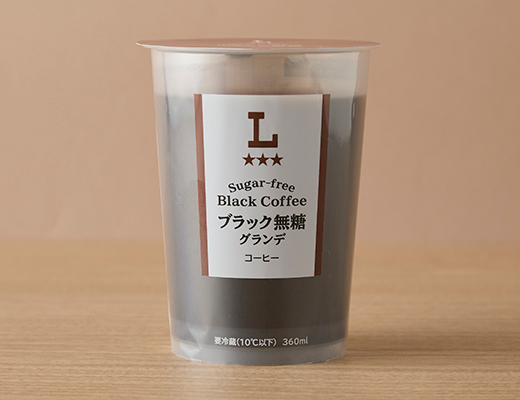 L
★★★
Sugar-free
Black Coffee
ブラック無糖
グランデ
コーヒー
要冷蔵(10℃以下) 360ml